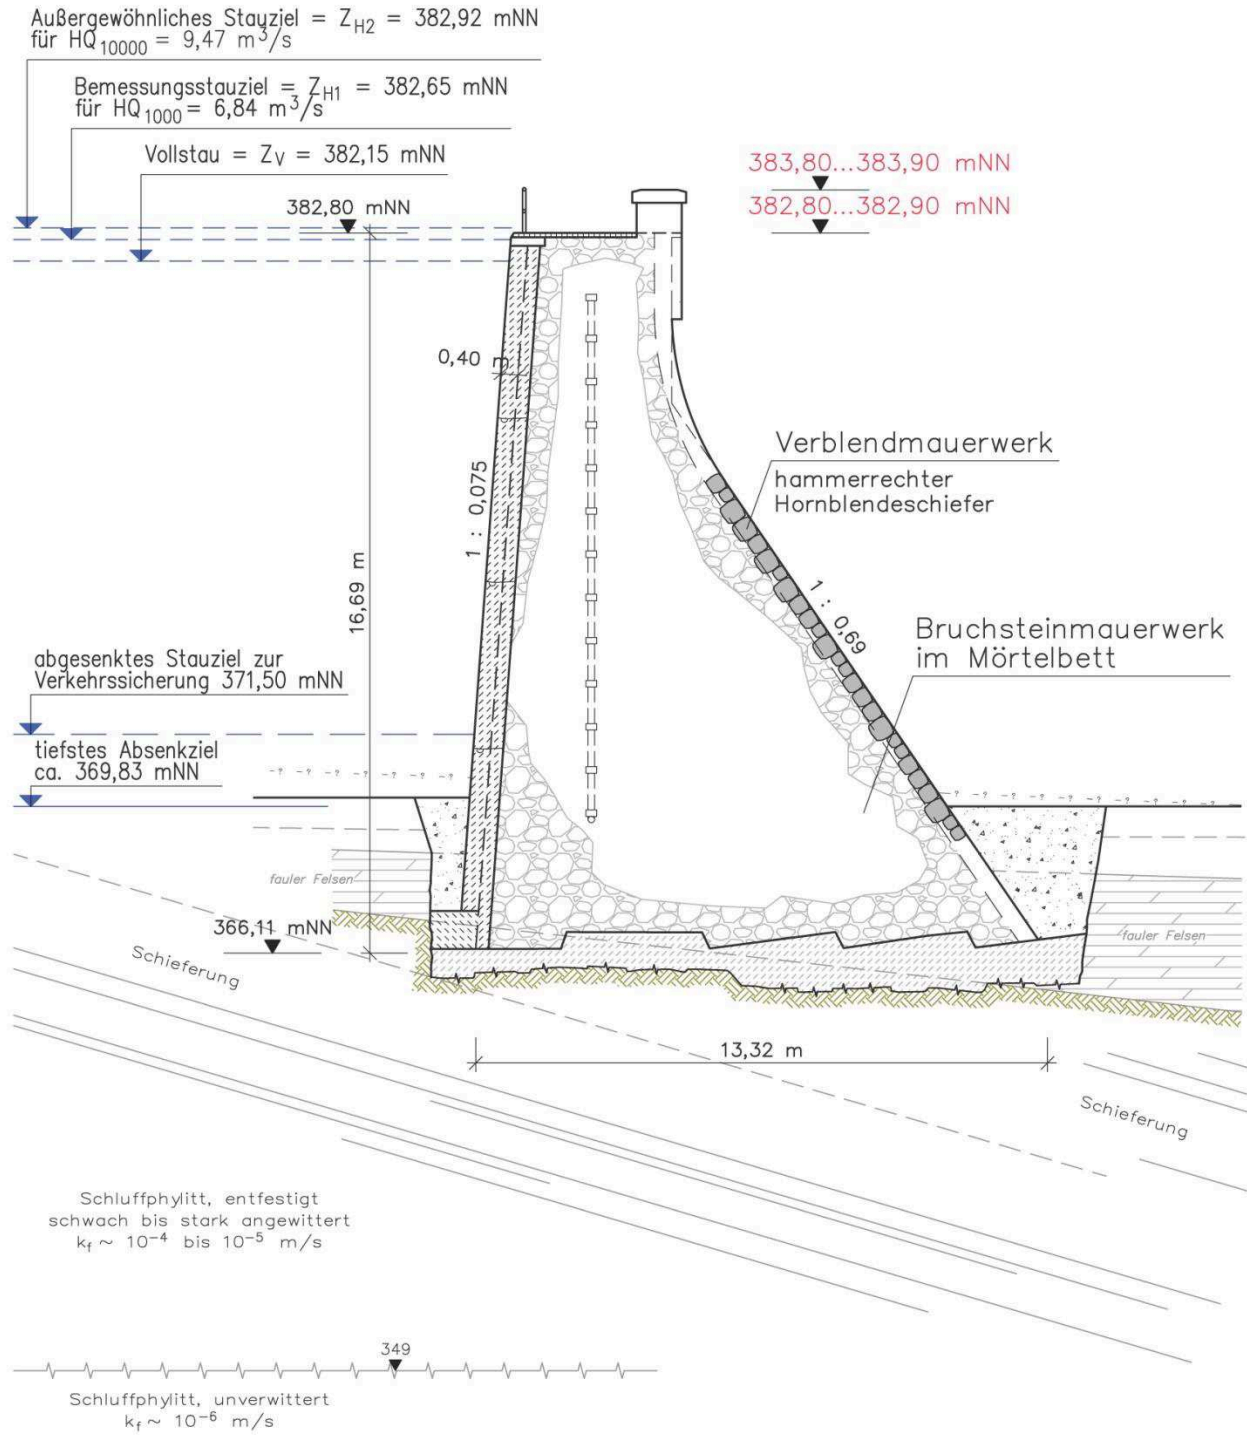 Außergewöhnliches Stauziel = Z_H2 = 382,92 mNN
für HQ_10000 = 9,47 m³/s
Bemessungsstauziel = Z_H1 = 382,65 mNN
für HQ_1000 = 6,84 m³/s
Vollstau = Z_V = 382,15 mNN
383,80...383,90 mNN
382,80 mNN
382,80...382,90 mNN
0,40 m
Verblendmauerwerk
hammerrechter
Hornblendeschiefer
1 : 0,075
16,69 m
1 : 0,69
Bruchsteinmauerwerk
im Mörtelbett
abgesenktes Stauziel zur
Verkehrssicherung 371,50 mNN
tiefstes Absenkziel
ca. 369,83 mNN
-? -? -? -? -? -? -?
-? -? -? -? -? -? -? -?
fauler Felsen
366,11 mNN
fauler Felsen
Schieferung
13,32 m
Schieferung
Schluffphylitt, entfestigt
schwach bis stark angewittert
k_f ~ 10⁻⁴ bis 10⁻⁵ m/s
349
Schluffphylitt, unverwittert
k_f ~ 10⁻⁶ m/s